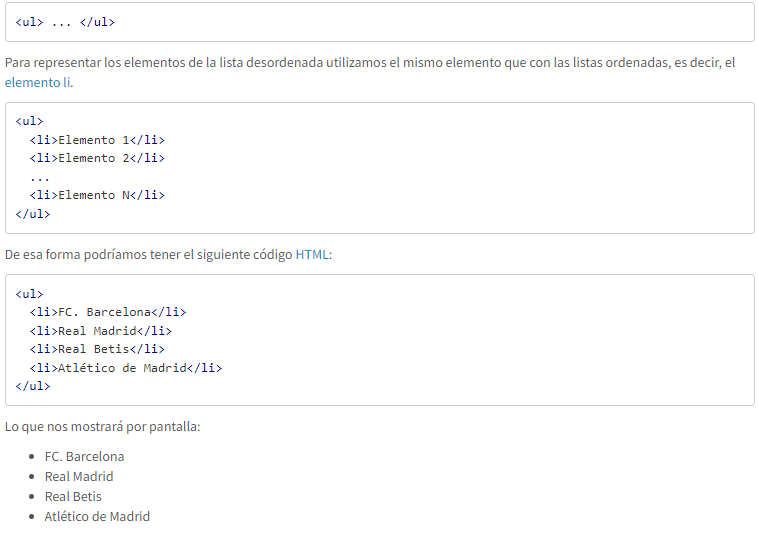 <ul> ... </ul>
Para representar los elementos de la lista desordenada utilizamos el mismo elemento que con las listas ordenadas, es decir, el
elemento li.
<ul>
  <li>Elemento 1</li>
  <li>Elemento 2</li>
  ...
  <li>Elemento N</li>
</ul>
De esa forma podríamos tener el siguiente código HTML:
<ul>
  <li>FC. Barcelona</li>
  <li>Real Madrid</li>
  <li>Real Betis</li>
  <li>Atlético de Madrid</li>
</ul>
Lo que nos mostrará por pantalla:
• FC. Barcelona
• Real Madrid
• Real Betis
• Atlético de Madrid